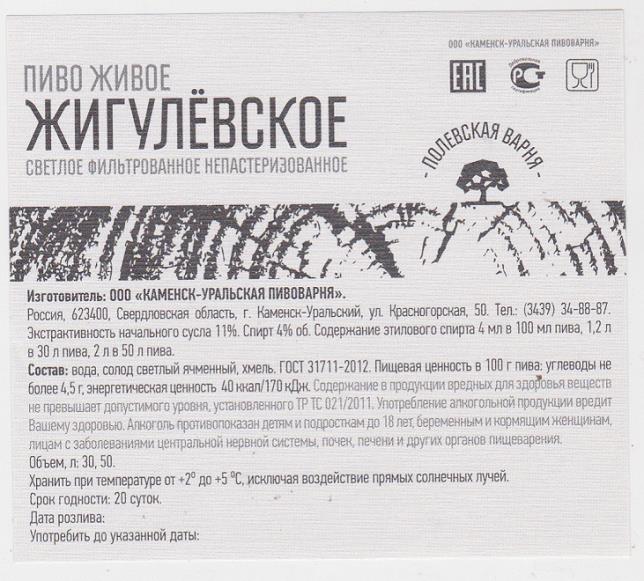 ООО «КАМЕНСК-УРАЛЬСКАЯ ПИВОВАРНЯ»
ПИВО ЖИВОЕ
ЖИГУЛЁВСКОЕ
СВЕТЛОЕ ФИЛЬТРОВАННОЕ НЕПАСТЕРИЗОВАННОЕ
ЕАС
Добровольная
РСТ
сертификация
- ПОЛЕВСКАЯ ВАРНЯ -
Изготовитель: ООО «КАМЕНСК-УРАЛЬСКАЯ ПИВОВАРНЯ».
Россия, 623400, Свердловская область, г. Каменск-Уральский, ул. Красногорская, 50. Тел.: (3439) 34-88-87.
Экстрактивность начального сусла 11%. Спирт 4% об. Содержание этилового спирта 4 мл в 100 мл пива, 1,2 л
в 30 л пива, 2 л в 50 л пива.
Состав: вода, солод светлый ячменный, хмель. ГОСТ 31711-2012. Пищевая ценность в 100 г пива: углеводы не
более 4,5 г, энергетическая ценность 40 ккал/170 кДж. Содержание в продукции вредных для здоровья веществ
не превышает допустимого уровня, установленного ТР ТС 021/2011. Употребление алкогольной продукции вредит
Вашему здоровью. Алкоголь противопоказан детям и подросткам до 18 лет, беременным и кормящим женщинам,
лицам с заболеваниями центральной нервной системы, почек, печени и других органов пищеварения.
Объем, л: 30, 50.
Хранить при температуре от +2° до +5 °С, исключая воздействие прямых солнечных лучей.
Срок годности: 20 суток.
Дата розлива:
Употребить до указанной даты: